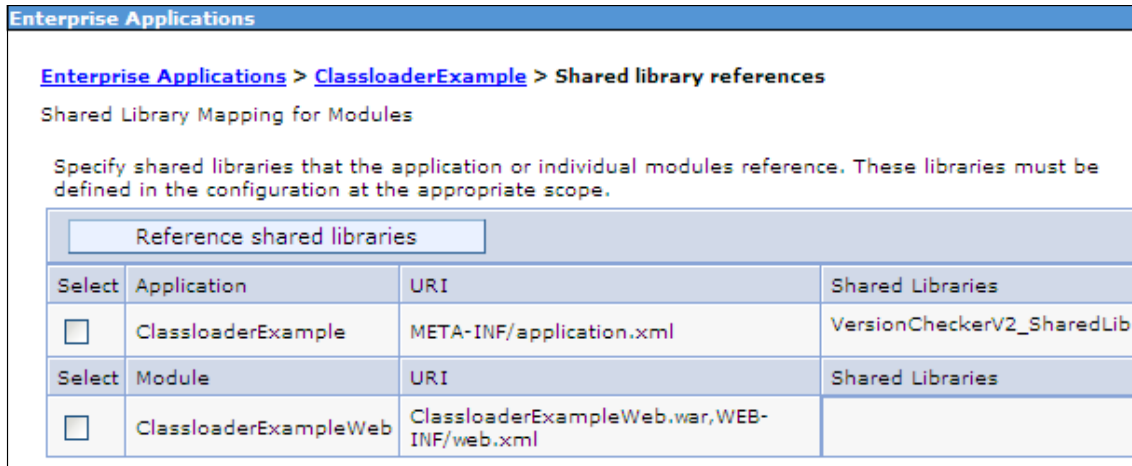 Enterprise Applications
Enterprise Applications > ClassloaderExample > Shared library references
Shared Library Mapping for Modules
Specify shared libraries that the application or individual modules reference. These libraries must be
defined in the configuration at the appropriate scope.
Reference shared libraries
Select Application URI Shared Libraries
ClassloaderExample META-INF/application.xml VersionCheckerV2_SharedLib
Select Module URI Shared Libraries
ClassloaderExampleWeb ClassloaderExampleWeb.war,WEB-
INF/web.xml